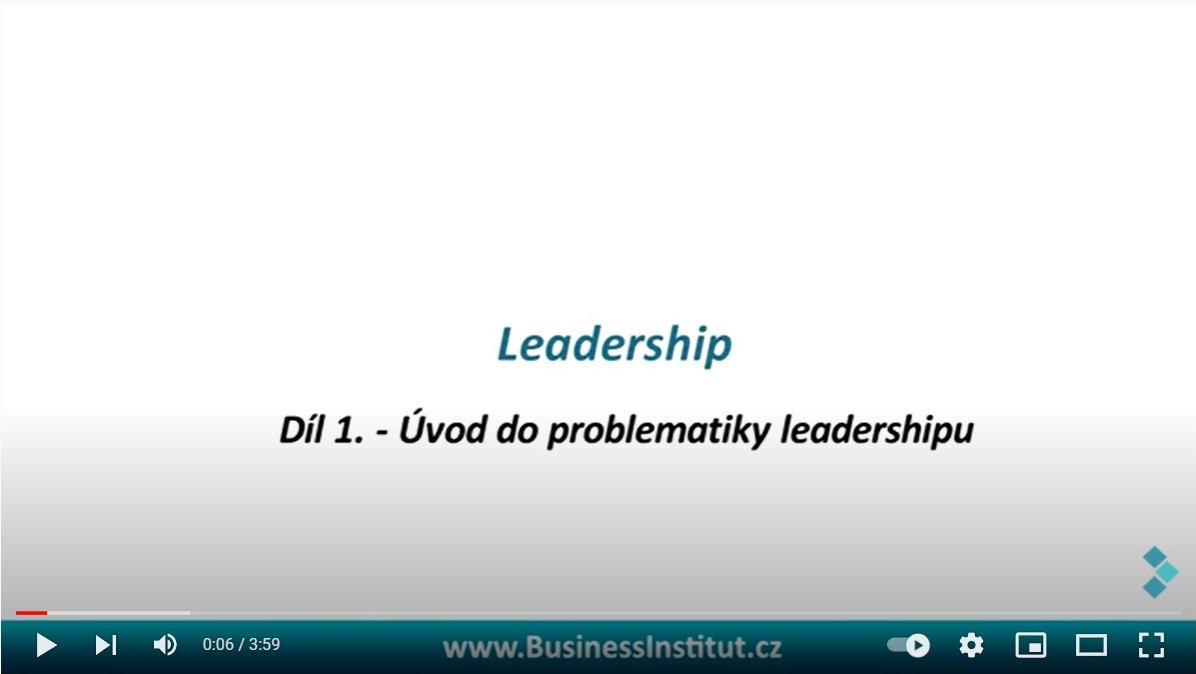 Leadership
Díl 1. - Úvod do problematiky leadershipu
0:06 / 3:59
www.BusinessInstitut.cz